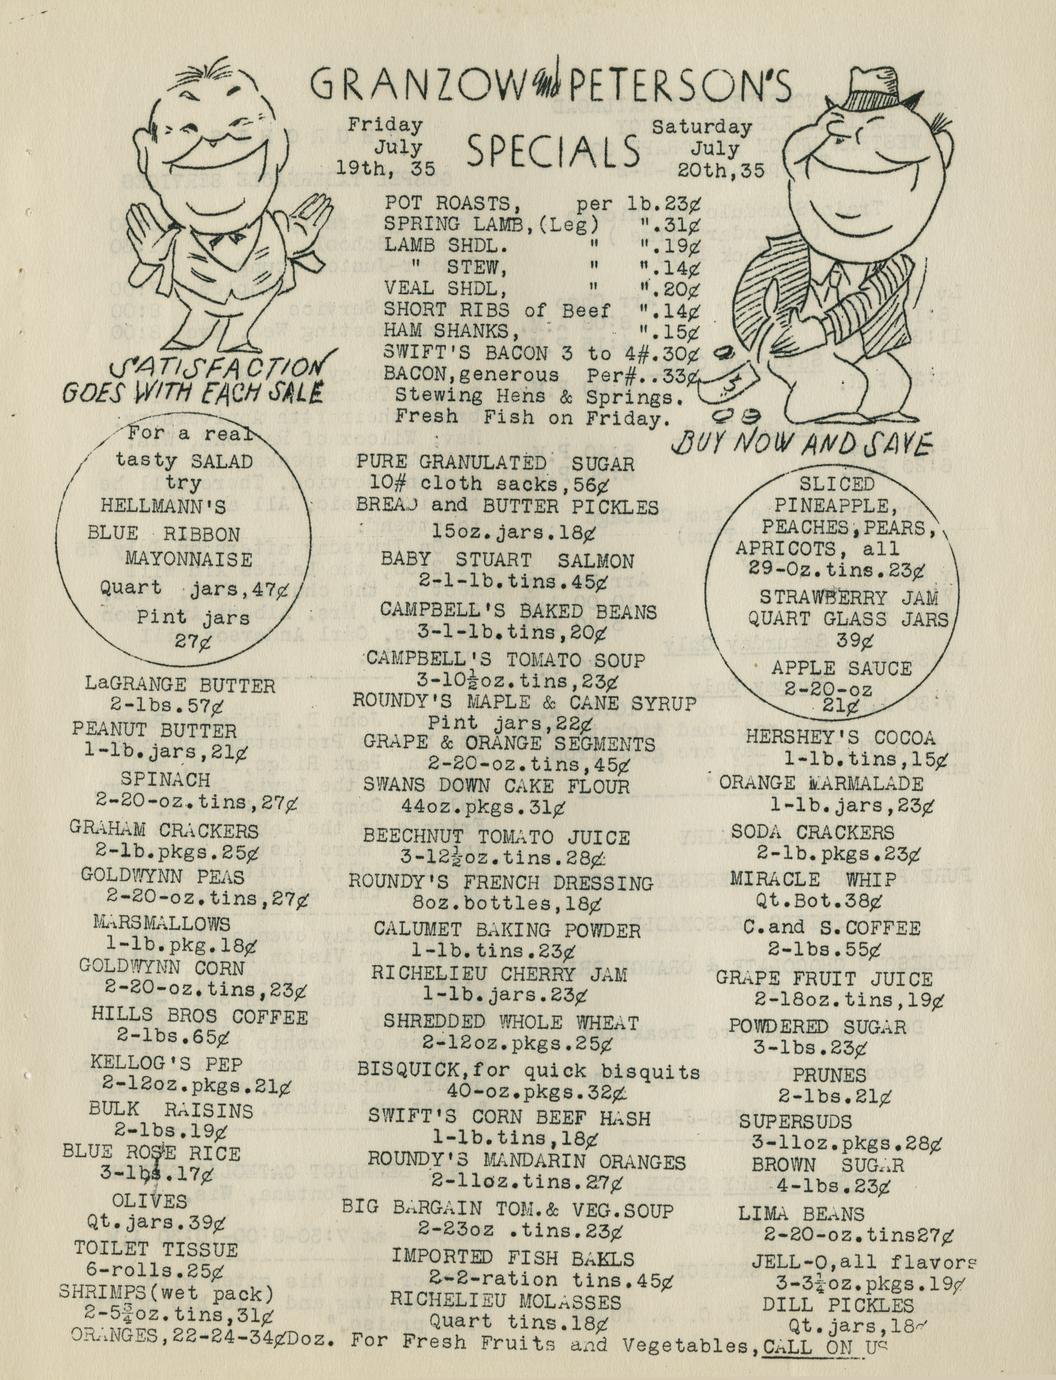 GRANZOW and PETERSON'S
Friday
July
19th, 35
SPECIALS
Saturday
July
20th,35
POT ROASTS, per lb.23¢
SPRING LAMB,(Leg) ".31¢
LAMB SHDL. " ".19¢
" STEW, " ".14¢
VEAL SHDL, " ".20¢
SHORT RIBS of Beef ".14¢
HAM SHANKS, ".15¢
SWIFT'S BACON 3 to 4#.30¢
BACON,generous Per#..33¢
Stewing Hens & Springs.
Fresh Fish on Friday.
$
SATISFACTION
GOES WITH EACH SALE
BUY NOW AND SAVE
For a real
tasty SALAD
try
HELLMANN'S
BLUE RIBBON
MAYONNAISE
Quart jars,47¢
Pint jars
27¢
LaGRANGE BUTTER
2-lbs.57¢
PEANUT BUTTER
1-lb.jars,21¢
SPINACH
2-20-oz.tins,27¢
GRAHAM CRACKERS
2-lb.pkgs.25¢
GOLDWYNN PEAS
2-20-oz.tins,27¢
MARSMALLOWS
1-lb.pkg.18¢
GOLDWYNN CORN
2-20-oz.tins,23¢
HILLS BROS COFFEE
2-lbs.65¢
KELLOG'S PEP
2-12oz.pkgs.21¢
BULK RAISINS
2-lbs.19¢
BLUE ROSE RICE
3-lbs.17¢
OLIVES
Qt.jars.39¢
TOILET TISSUE
6-rolls.25¢
SHRIMPS(wet pack)
2-5¾oz.tins,31¢
PURE GRANULATED SUGAR
10# cloth sacks,56¢
BREAD and BUTTER PICKLES
15oz.jars.18¢
BABY STUART SALMON
2-1-lb.tins.45¢
CAMPBELL'S BAKED BEANS
3-1-lb.tins,20¢
CAMPBELL'S TOMATO SOUP
3-10½oz.tins,23¢
ROUNDY'S MAPLE & CANE SYRUP
Pint jars,22¢
GRAPE & ORANGE SEGMENTS
2-20-oz.tins,45¢
SWANS DOWN CAKE FLOUR
44oz.pkgs.31¢
BEECHNUT TOMATO JUICE
3-12½oz.tins.28¢
ROUNDY'S FRENCH DRESSING
8oz.bottles,18¢
CALUMET BAKING POWDER
1-lb.tins.23¢
RICHELIEU CHERRY JAM
1-lb.jars.23¢
SHREDDED WHOLE WHEAT
2-12oz.pkgs.25¢
BISQUICK,for quick bisquits
40-oz.pkgs.32¢
SWIFT'S CORN BEEF HASH
1-lb.tins,18¢
ROUNDY'S MANDARIN ORANGES
2-11oz.tins.27¢
BIG BARGAIN TOM.& VEG.SOUP
2-23oz .tins.23¢
IMPORTED FISH BAKLS
2-2-ration tins.45¢
RICHELIEU MOLASSES
Quart tins.18¢
SLICED
PINEAPPLE,
PEACHES,PEARS,
APRICOTS, all
29-Oz.tins.23¢
STRAWBERRY JAM
QUART GLASS JARS
39¢
APPLE SAUCE
2-20-oz
21¢
HERSHEY'S COCOA
1-lb.tins,15¢
ORANGE MARMALADE
1-lb.jars,23¢
SODA CRACKERS
2-lb.pkgs.23¢
MIRACLE WHIP
Qt.Bot.38¢
C.and S.COFFEE
2-lbs.55¢
GRAPE FRUIT JUICE
2-18oz.tins,19¢
POWDERED SUGAR
3-lbs.23¢
PRUNES
2-lbs.21¢
SUPERSUDS
3-11oz.pkgs.28¢
BROWN SUGAR
4-lbs.23¢
LIMA BEANS
2-20-oz.tins27¢
JELL-O,all flavors
3-3¼oz.pkgs.19¢
DILL PICKLES
Qt.jars,18¢
ORANGES,22-24-34¢Doz. For Fresh Fruits and Vegetables,CALL ON US